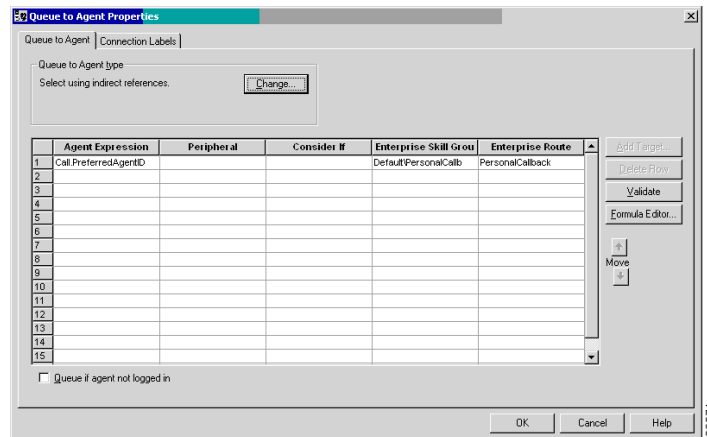 Queue to Agent Properties
Queue to Agent
Connection Labels
Queue to Agent type
Select using indirect references.
Change...
Agent Expression Peripheral Consider If Enterprise Skill Grou Enterprise Route
1 Call.PreferredAgentID Default\PersonalCallb PersonalCallback
2
3
4
5
6
7
8
9
10
11
12
13
14
15
Add Target...
Delete Row
Validate
Formula Editor...
Move
Queue if agent not logged in
OK Cancel Help